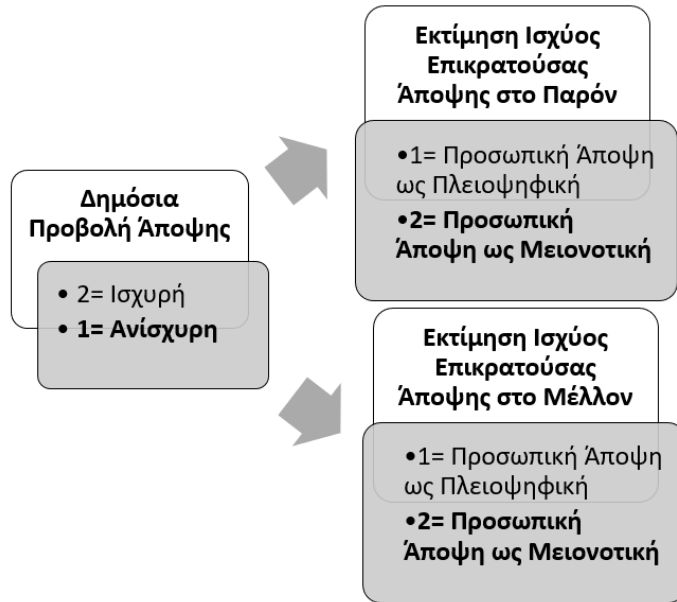 Δημόσια
Προβολή Άποψης
• 2= Ισχυρή
• 1= Ανίσχυρη
Εκτίμηση Ισχύος
Επικρατούσας
Άποψης στο Παρόν
•1= Προσωπική Άποψη
ως Πλειοψηφική
•2= Προσωπική
Άποψη ως Μειονοτική
Εκτίμηση Ισχύος
Επικρατούσας
Άποψης στο Μέλλον
•1= Προσωπική Άποψη
ως Πλειοψηφική
•2= Προσωπική
Άποψη ως Μειονοτική